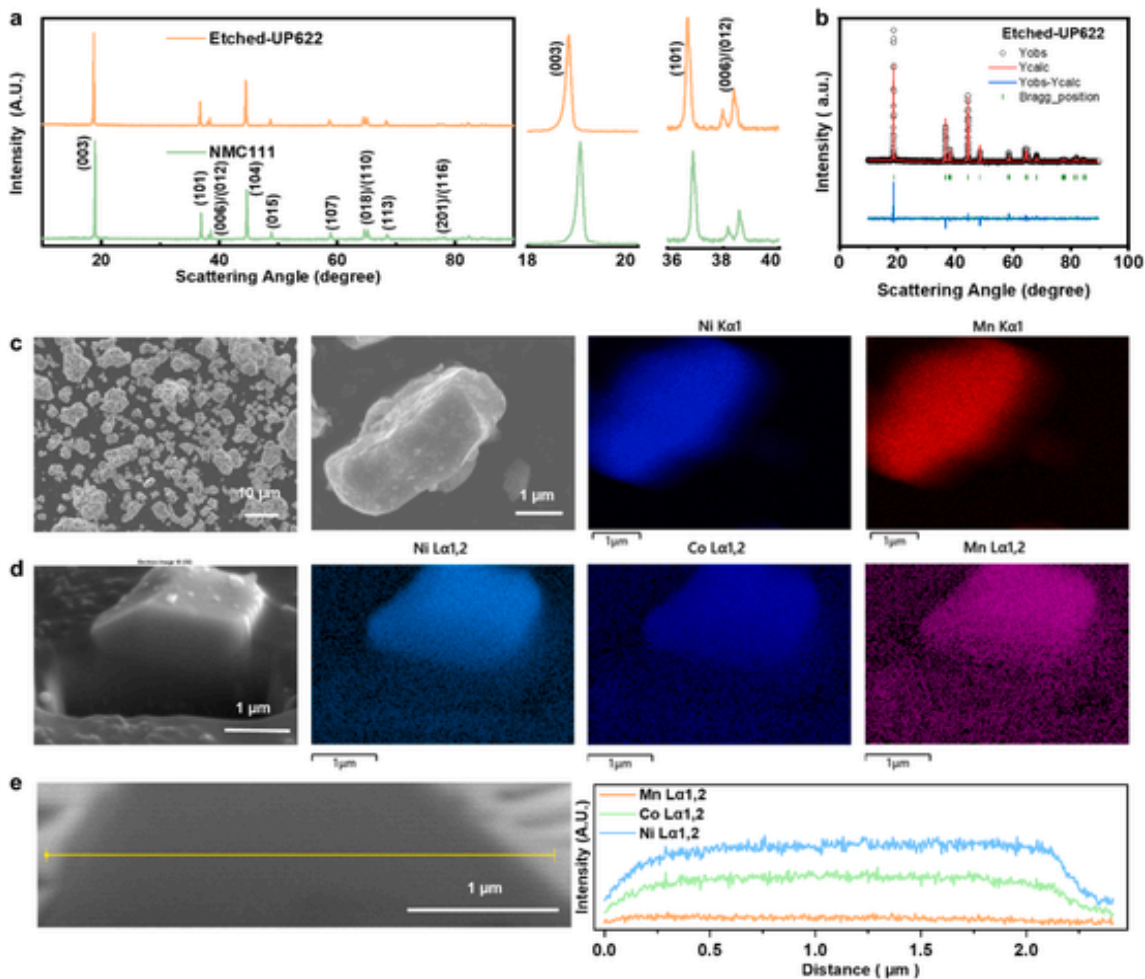 a
Etched-UP622
NMC111
(003)
(101)
(006)/(012)
(104)
(015)
(107)
(018)/(110)
(113)
(201)/(116)
Intensity (A.U.)
20
40
60
80
Scattering Angle (degree)
(003)
18
20
(101)
(006)/(012)
36
38
40
b
Etched-UP622
Yobs
Ycalc
Yobs-Ycalc
Bragg_position
Intensity ( a.u.)
0
20
40
60
80
100
Scattering Angle (degree)
c
10 µm
1 µm
Ni Kα1
1µm
Mn Kα1
1µm
d
1 µm
Ni Lα1,2
1µm
Co Lα1,2
1µm
Mn Lα1,2
1µm
e
1 µm
Mn Lα1,2
Co Lα1,2
Ni Lα1,2
Intensity (A.U.)
0.0
0.5
1.0
1.5
2.0
Distance ( µm )